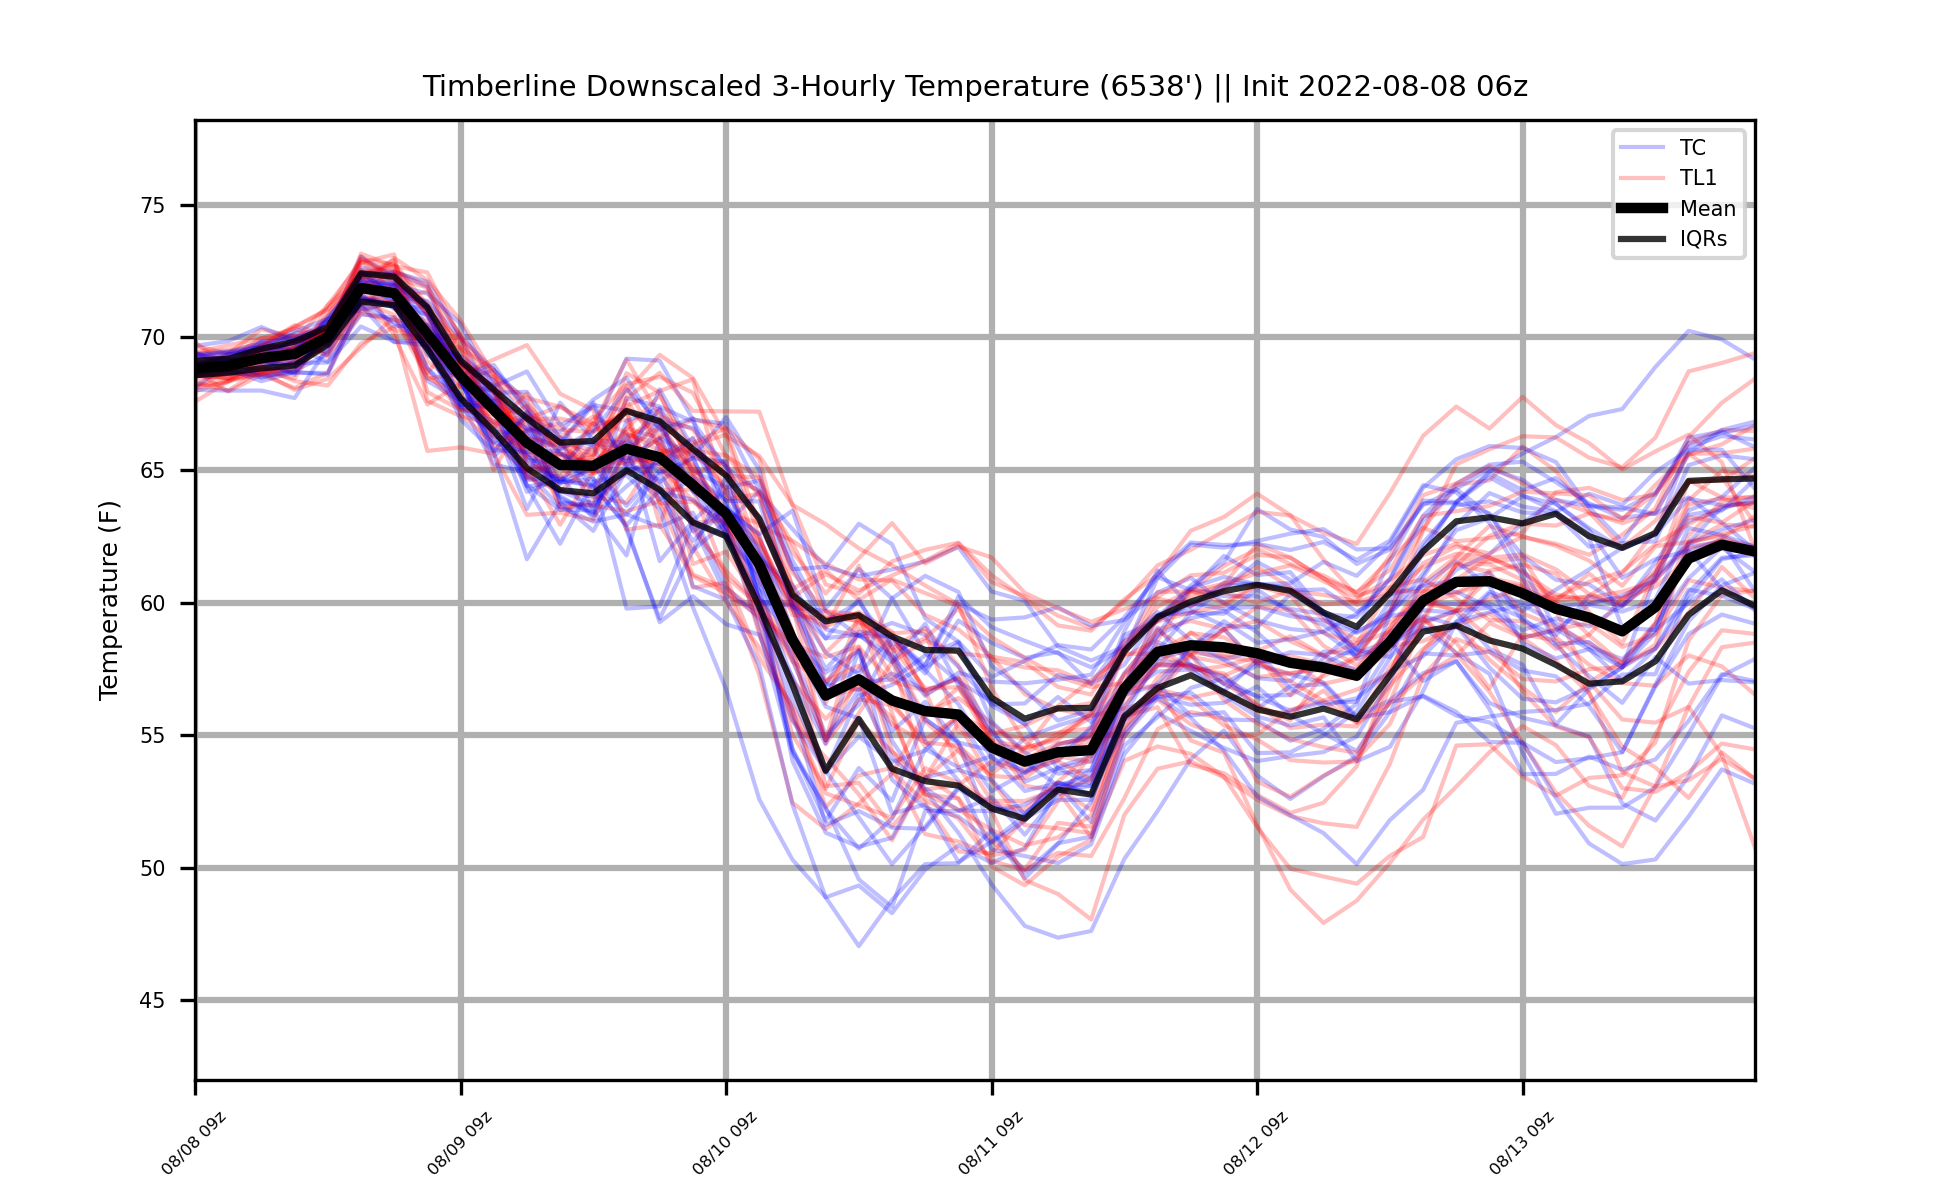 Timberline Downscaled 3-Hourly Temperature (6538') || Init 2022-08-08 06z
TC
TL1
Mean
IQRs
Temperature (F)
75
70
65
60
55
50
45
08/08 09z
08/09 09z
08/10 09z
08/11 09z
08/12 09z
08/13 09z